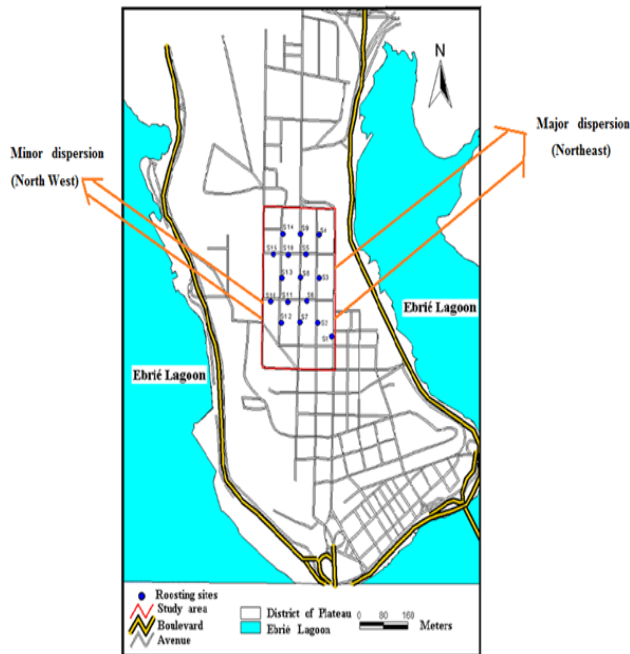 N
Major dispersion
(Northeast)
Minor dispersion
(North West)
S14 S9 S4
S15 S10 S5
S13 S8 S3
S16 S11 S6
S12 S7 S2
S1
Ebrié Lagoon
Ebrié Lagoon
Roosting sites
Study area
Boulevard
Avenue
District of Plateau
Ebrié Lagoon
0 80 160
Meters